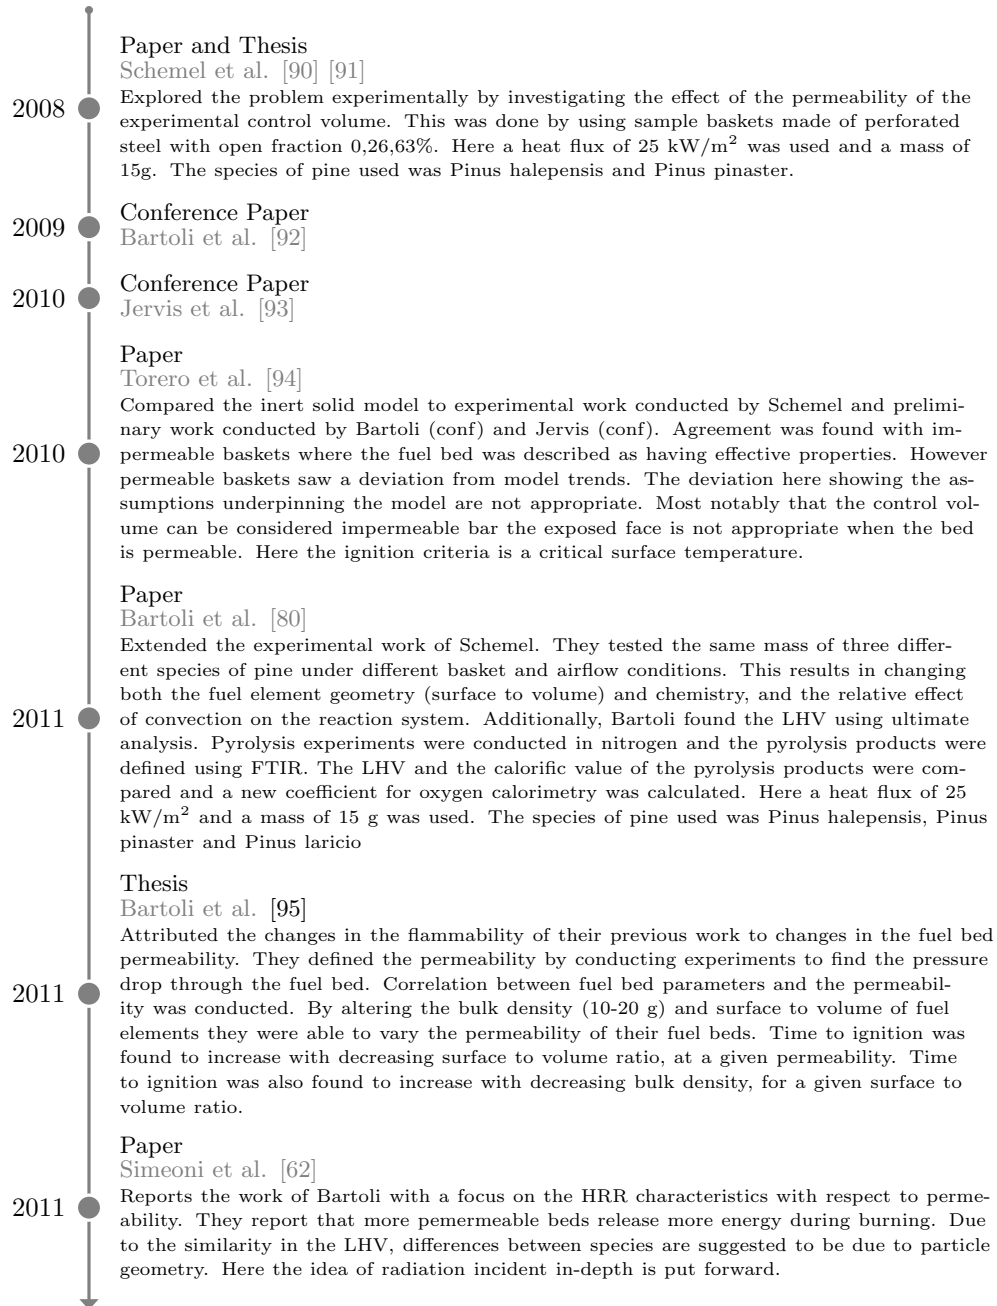 Paper and Thesis
Schemel et al. [90] [91]
2008
Explored the problem experimentally by investigating the effect of the permeability of the
experimental control volume. This was done by using sample baskets made of perforated
steel with open fraction 0,26,63%. Here a heat flux of 25 kW/m² was used and a mass of
15g. The species of pine used was Pinus halepensis and Pinus pinaster.
2009
Conference Paper
Bartoli et al. [92]
2010
Conference Paper
Jervis et al. [93]
Paper
Torero et al. [94]
2010
Compared the inert solid model to experimental work conducted by Schemel and prelimi-
nary work conducted by Bartoli (conf) and Jervis (conf). Agreement was found with im-
permeable baskets where the fuel bed was described as having effective properties. However
permeable baskets saw a deviation from model trends. The deviation here showing the as-
sumptions underpinning the model are not appropriate. Most notably that the control vol-
ume can be considered impermeable bar the exposed face is not appropriate when the bed
is permeable. Here the ignition criteria is a critical surface temperature.
Paper
Bartoli et al. [80]
2011
Extended the experimental work of Schemel. They tested the same mass of three differ-
ent species of pine under different basket and airflow conditions. This results in changing
both the fuel element geometry (surface to volume) and chemistry, and the relative effect
of convection on the reaction system. Additionally, Bartoli found the LHV using ultimate
analysis. Pyrolysis experiments were conducted in nitrogen and the pyrolysis products were
defined using FTIR. The LHV and the calorific value of the pyrolysis products were com-
pared and a new coefficient for oxygen calorimetry was calculated. Here a heat flux of 25
kW/m² and a mass of 15 g was used. The species of pine used was Pinus halepensis, Pinus
pinaster and Pinus laricio
Thesis
Bartoli et al. [95]
2011
Attributed the changes in the flammability of their previous work to changes in the fuel bed
permeability. They defined the permeability by conducting experiments to find the pressure
drop through the fuel bed. Correlation between fuel bed parameters and the permeabil-
ity was conducted. By altering the bulk density (10-20 g) and surface to volume of fuel
elements they were able to vary the permeability of their fuel beds. Time to ignition was
found to increase with decreasing surface to volume ratio, at a given permeability. Time
to ignition was also found to increase with decreasing bulk density, for a given surface to
volume ratio.
Paper
Simeoni et al. [62]
2011
Reports the work of Bartoli with a focus on the HRR characteristics with respect to perme-
ability. They report that more pemermeable beds release more energy during burning. Due
to the similarity in the LHV, differences between species are suggested to be due to particle
geometry. Here the idea of radiation incident in-depth is put forward.